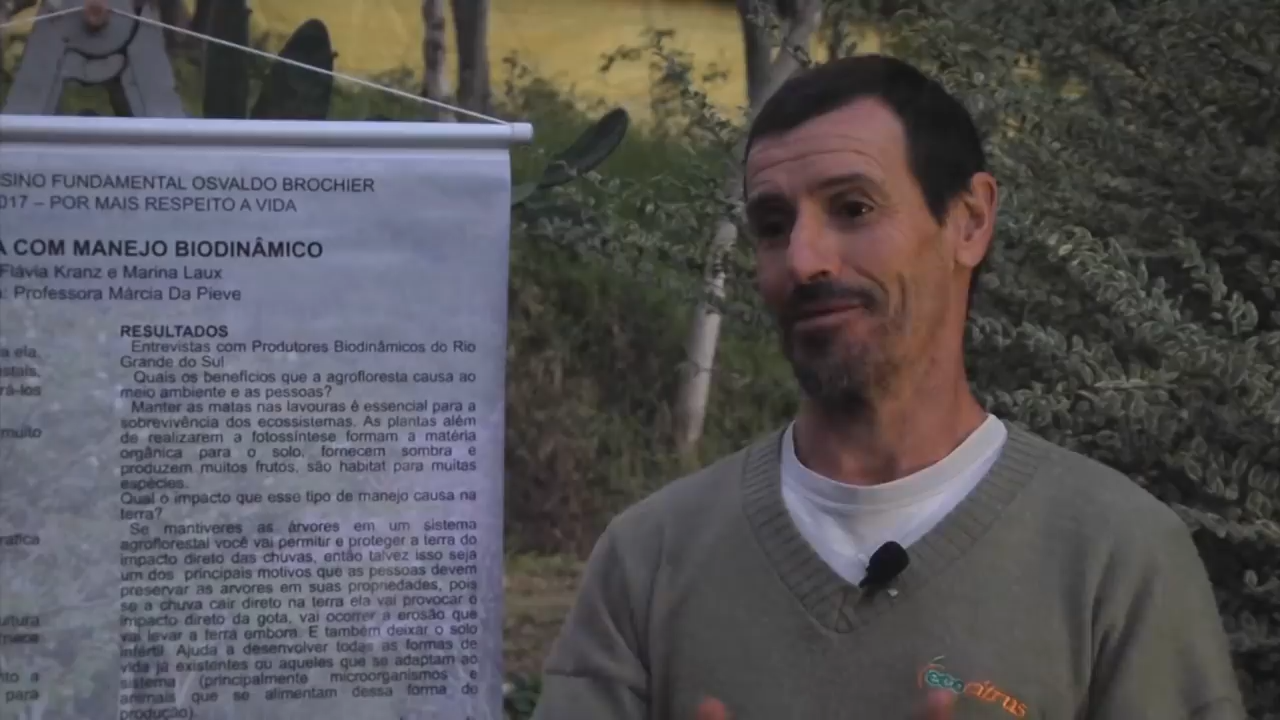 SINO FUNDAMENTAL OSVALDO BROCHIER
017 – POR MAIS RESPEITO A VIDA
A COM MANEJO BIODINÂMICO
Flávia Kranz e Marina Laux
: Professora Márcia Da Pieve
a ela,
rá-los
muito
nto a
para
RESULTADOS
Entrevistas com Produtores Biodinâmicos do Rio
Grande do Sul
Quais os benefícios que a agrofloresta causa ao
meio ambiente e as pessoas?
Manter as matas nas lavouras é essencial para a
sobrevivência dos ecossistemas. As plantas além
de realizarem a fotossíntese formam a matéria
orgânica para o solo, fornecem sombra e
produzem muitos frutos, são habitat para muitas
espécies.
Qual o impacto que esse tipo de manejo causa na
terra?
Se mantiveres as árvores em um sistema
agroflorestal você vai permitir e proteger a terra do
impacto direto das chuvas, então talvez isso seja
um dos principais motivos que as pessoas devem
preservar as arvores em suas propriedades, pois
se a chuva cair direto na terra ela vai provocar o
impacto direto da gota, vai ocorrer a erosão que
vai levar a terra embora. E também deixar o solo
infértil. Ajuda a desenvolver todas as formas de
vida já existentes ou aqueles que se adaptam ao
sistema (principalmente microorganismos e
animais que se alimentam dessa forma de
produção).
ecocitrus